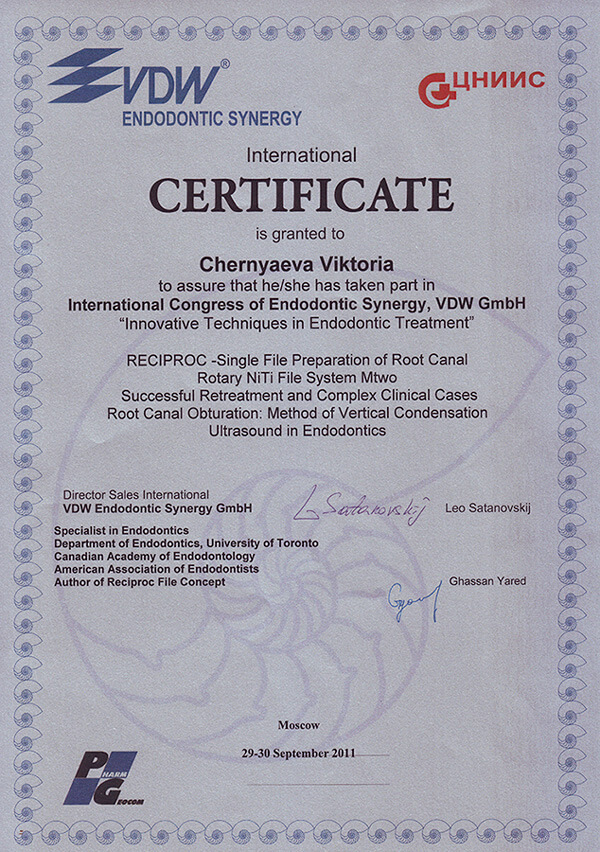 VDW®
ENDODONTIC SYNERGY
ЦНИИС
International
CERTIFICATE
is granted to
Chernyaeva Viktoria
to assure that he/she has taken part in
International Congress of Endodontic Synergy, VDW GmbH
“Innovative Techniques in Endodontic Treatment”
RECIPROC -Single File Preparation of Root Canal
Rotary NiTi File System Mtwo
Successful Retreatment and Complex Clinical Cases
Root Canal Obturation: Method of Vertical Condensation
Ultrasound in Endodontics
Director Sales International
VDW Endodontic Synergy GmbH
L Satanovskij
Leo Satanovskij
Specialist in Endodontics
Department of Endodontics, University of Toronto
Canadian Academy of Endodontology
American Association of Endodontists
Author of Reciproc File Concept
Ghassan Yared
Moscow
29-30 September 2011
PHARM
GEOCOM